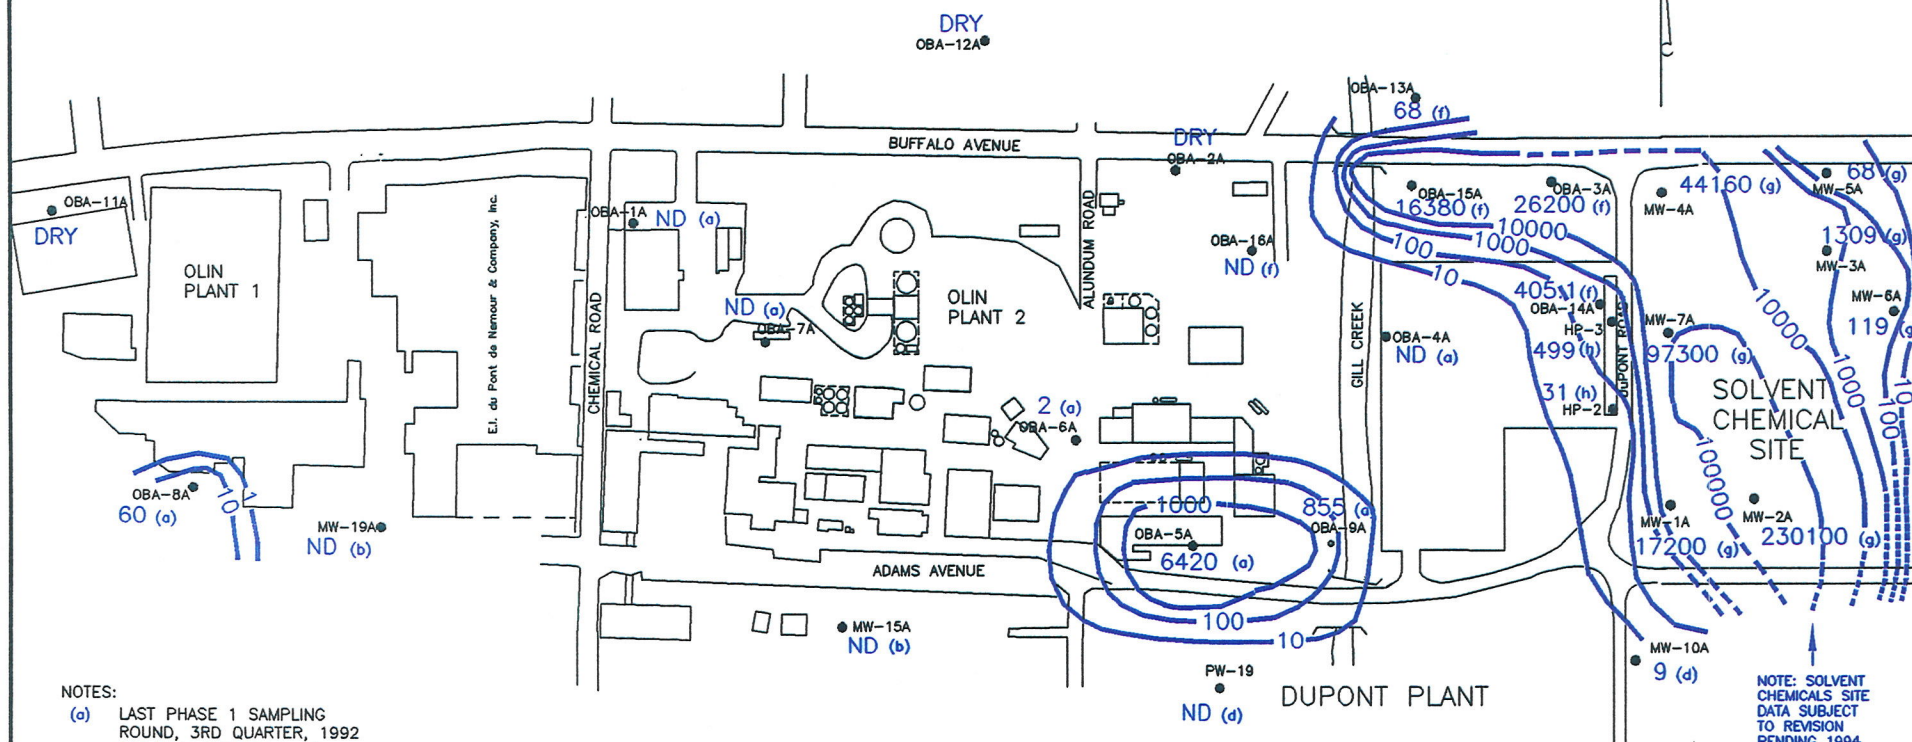 DRY
OBA-12A
C
OBA-13A
68 (f)
BUFFALO AVENUE
DRY
OBA-2A
OBA-11A
DRY
OLIN
PLANT 1
E.I. du Pont de Nemour & Company, Inc.
CHEMICAL ROAD
OBA-1A
ND (a)
ND (a)
OBA-7A
OLIN
PLANT 2
ALUNDUM ROAD
OBA-16A
ND (f)
GILL CREEK
OBA-15A
16380 (f)
OBA-3A
26200 (f)
10000
1000
100
10
405.1 (f)
OBA-14A
HP-3
499 (h)
31 (h)
HP-2
DuPONT ROAD
OBA-4A
ND (a)
44160 (g)
MW-4A
68 (g)
MW-5A
1309 (g)
MW-3A
MW-6A
119
MW-7A
97300 (g)
10000
1000
100
10
100000
SOLVENT
CHEMICAL
SITE
MW-1A
17200 (g)
MW-2A
230100 (g)
2 (a)
OBA-6A
1000
855 (a
OBA-9A
OBA-5A
6420 (a)
100
10
OBA-8A
60 (a)
10
1
MW-19A
ND (b)
ADAMS AVENUE
MW-15A
ND (b)
PW-19
ND (d)
DUPONT PLANT
MW-10A
9 (d)
NOTE: SOLVENT
CHEMICALS SITE
DATA SUBJECT
TO REVISION
PENDING 1994
NOTES:
(a) LAST PHASE 1 SAMPLING
ROUND, 3RD QUARTER, 1992